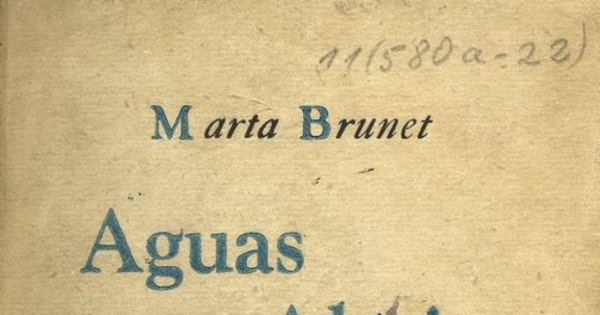 11(580a-22)
Marta Brunet
Aguas